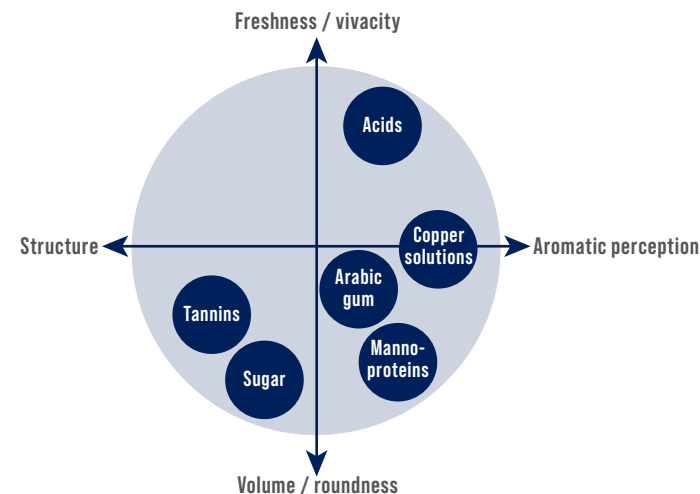 Freshness / vivacity
Acids
Structure
Copper
solutions
Aromatic perception
Arabic
gum
Tannins
Manno-
proteins
Sugar
Volume / roundness